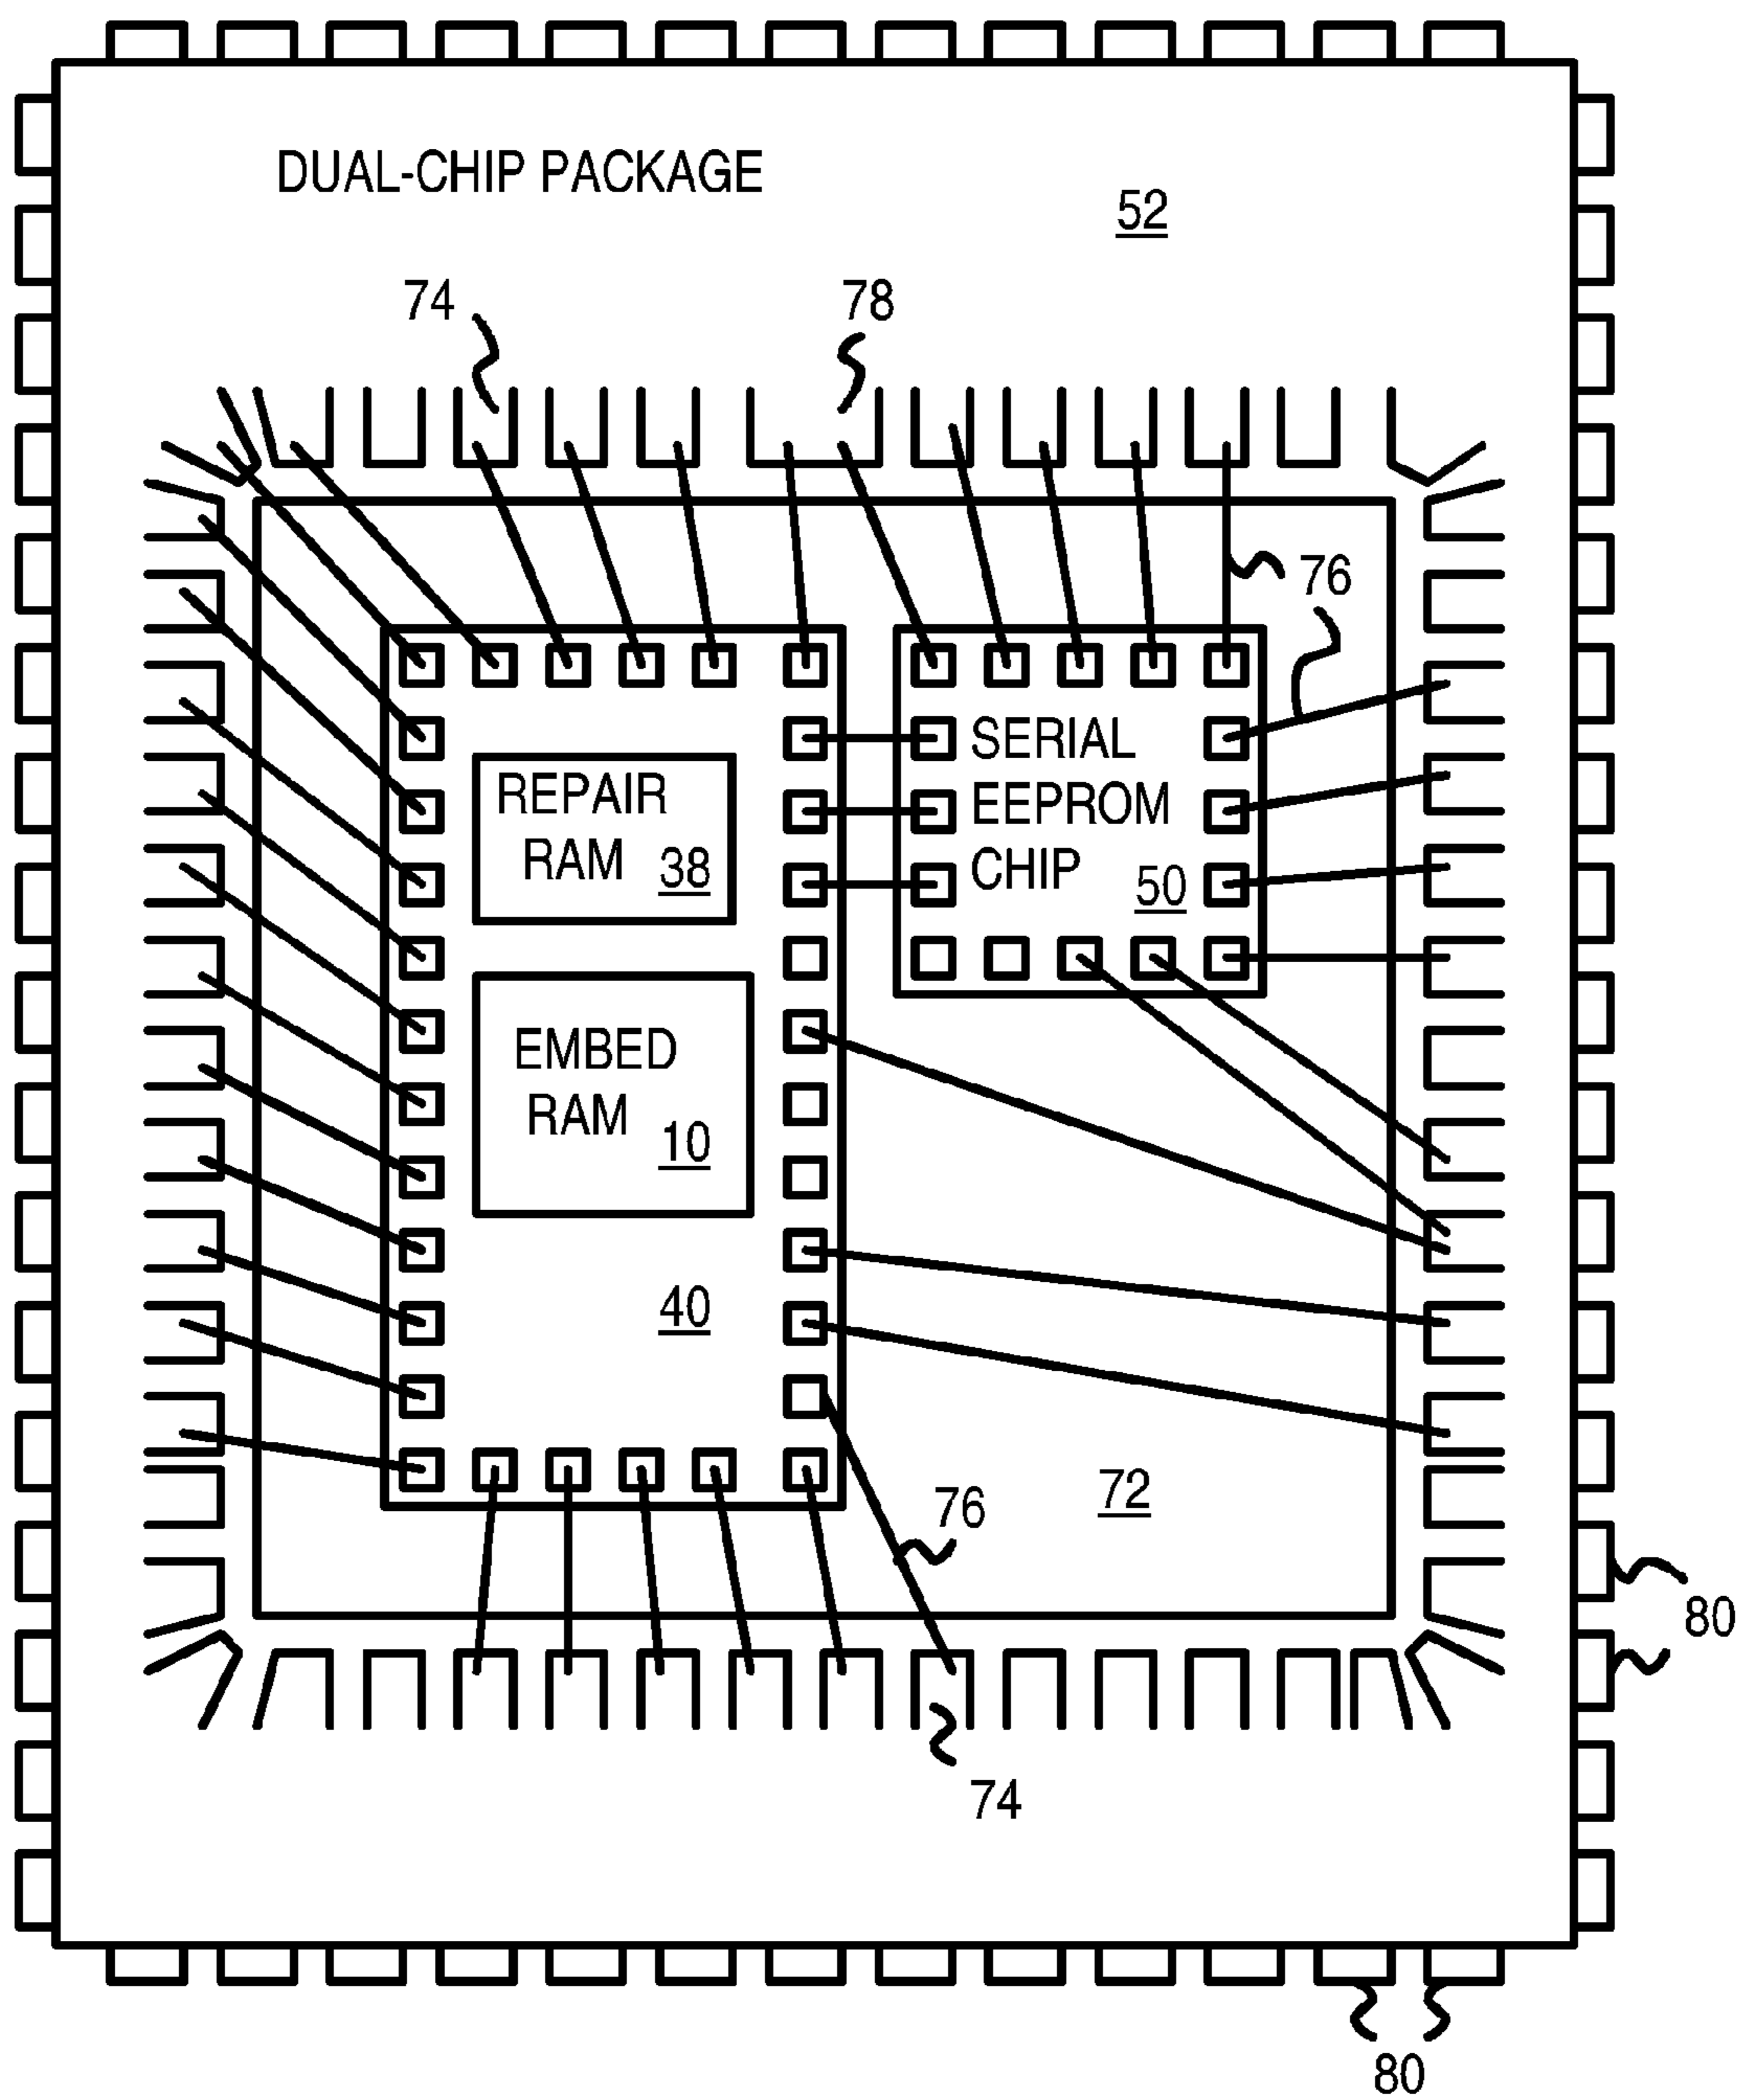 DUAL-CHIP PACKAGE
52
74
78
76
SERIAL
EEPROM
CHIP
50
REPAIR
RAM
38
EMBED
RAM
10
40
72
76
80
74
80